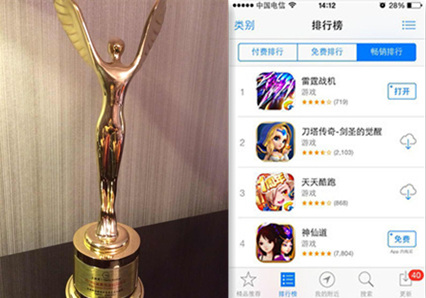 中国电信
14:12
28%
类别
排行榜
付费排行
免费排行
畅销排行
1
雷霆战机
游戏
(719)
打开
2
刀塔传奇-剑圣的觉醒
游戏
(2,103)
3
天天酷跑
游戏
(868)
4
神仙道
游戏
(7,804)
免费
App 内购买
精品推荐
排行榜
我的附近
搜索
更新
40